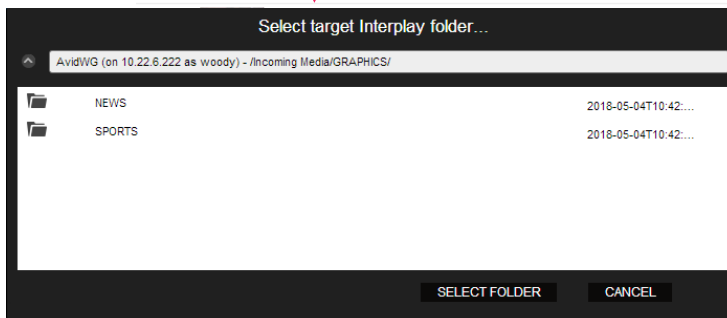 Select target Interplay folder...
AvidWG (on 10.22.6.222 as woody) - /Incoming Media/GRAPHICS/
NEWS 2018-05-04T10:42:...
SPORTS 2018-05-04T10:42:...
SELECT FOLDER CANCEL